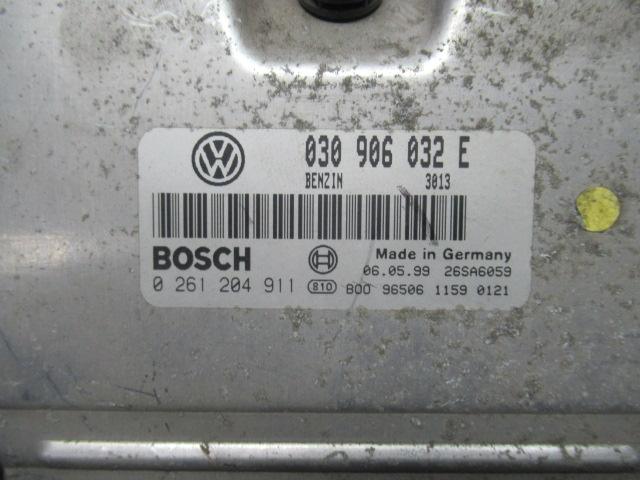 030 906 032 E
BENZIN 3013
BOSCH Made in Germany
06.05.99 26SA6059
0 261 204 911 810 800 96506 1159 0121